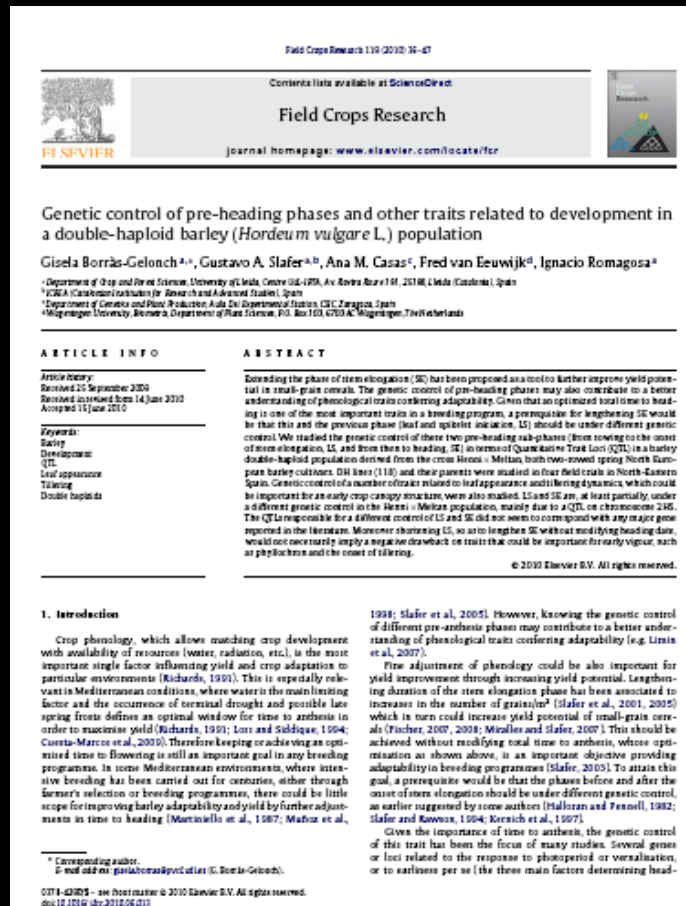 Field Crops Research 119 (2010) 36–47
Contents lists available at ScienceDirect
Field Crops Research
journal homepage: www.elsevier.com/locate/fcr
ELSEVIER
Field
Crops
Research
Genetic control of pre-heading phases and other traits related to development in
a double-haploid barley (Hordeum vulgare L.) population
Gisela Borràs-Gelonch a,*, Gustavo A. Slafer a,b, Ana M. Casas c, Fred van Eeuwijk d, Ignacio Romagosa a
a Department of Crop and Forest Sciences, University of Lleida, Centre UdL-IRTA, Av. Rovira Roure 191, 25198, Lleida (Catalonia), Spain
b ICREA (Catalonian Institution for Research and Advanced Studies), Spain
c Department of Genetics and Plant Production, Aula Dei Experimental Station, CSIC, Zaragoza, Spain
d Wageningen University, Biometris, Department of Plant Sciences, P.O. Box 100, 6700 AC Wageningen, The Netherlands
ARTICLE INFO
Article history:
Received 25 September 2009
Received in revised form 14 June 2010
Accepted 15 June 2010
Keywords:
Barley
Development
QTL
Leaf appearance
Tillering
Double haploids
ABSTRACT
Extending the phase of stem elongation (SE) has been proposed as a tool to further improve yield poten-
tial in small-grain cereals. The genetic control of pre-heading phases may also contribute to a better
understanding of phenological traits conferring adaptability. Given that an optimized total time to head-
ing is one of the most important traits in a breeding program, a prerequisite for lengthening SE would
be that this and the previous phase (leaf and spikelet initiation, LS) should be under different genetic
control. We studied the genetic control of these two pre-heading sub-phases (from sowing to the onset
of stem elongation, LS, and from then to heading, SE) in terms of Quantitative Trait Loci (QTL) in a barley
double-haploid population derived from the cross Henni × Meltan, both two-rowed spring North Euro-
pean barley cultivars. DH lines (118) and their parents were studied in four field trials in North-Eastern
Spain. Genetic control of a number of traits related to leaf appearance and tillering dynamics, which could
be important for an early crop canopy structure, were also studied. LS and SE are, at least partially, under
a different genetic control in the Henni × Meltan population, mainly due to a QTL on chromosome 2HS.
The QTLs responsible for a different control of LS and SE did not seem to correspond with any major gene
reported in the literature. Moreover shortening LS, so as to lengthen SE without modifying heading date,
would not necessarily imply a negative drawback on traits that could be important for early vigour, such
as phyllochron and the onset of tillering.
© 2010 Elsevier B.V. All rights reserved.
1. Introduction
Crop phenology, which allows matching crop development
with availability of resources (water, radiation, etc.), is the most
important single factor influencing yield and crop adaptation to
particular environments (Richards, 1991). This is especially rele-
vant in Mediterranean conditions, where water is the main limiting
factor and the occurrence of terminal drought and possible late
spring frosts defines an optimal window for time to anthesis in
order to maximise yield (Richards, 1991; Loss and Siddique, 1994;
Cuesta-Marcos et al., 2009). Therefore keeping or achieving an opti-
mized time to flowering is still an important goal in any breeding
programme. In some Mediterranean environments, where inten-
sive breeding has been carried out for centuries, either through
farmer's selection or breeding programmes, there could be little
scope for improving barley adaptability and yield by further adjust-
ments in time to heading (Martiniello et al., 1987; Muñoz et al.,
* Corresponding author.
E-mail address: gisela.borras@pvcf.udl.es (G. Borràs-Gelonch).
0378-4290/$ – see front matter © 2010 Elsevier B.V. All rights reserved.
doi:10.1016/j.fcr.2010.06.013
1998; Slafer et al., 2005). However, knowing the genetic control
of different pre-anthesis phases may contribute to a better under-
standing of phenological traits conferring adaptability (e.g. Limin
et al., 2007).
Fine adjustment of phenology could be also important for
yield improvement through increasing yield potential. Lengthen-
ing duration of the stem elongation phase has been associated to
increases in the number of grains/m² (Slafer et al., 2001, 2005)
which in turn could increase yield potential of small-grain cere-
als (Fischer, 2007, 2008; Miralles and Slafer, 2007). This should be
achieved without modifying total time to anthesis, whose opti-
misation as shown above, is an important objective providing
adaptability in breeding programmes (Slafer, 2005). To attain this
goal, a prerequisite would be that the phases before and after the
onset of stem elongation should be under different genetic control,
as earlier suggested by some authors (Halloran and Pennell, 1982;
Slafer and Rawson, 1994; Kernich et al., 1997).
Given the importance of time to anthesis, the genetic control
of this trait has been the focus of many studies. Several genes
or loci related to the response to photoperiod or vernalisation,
or to earliness per se (the three main factors determining head-